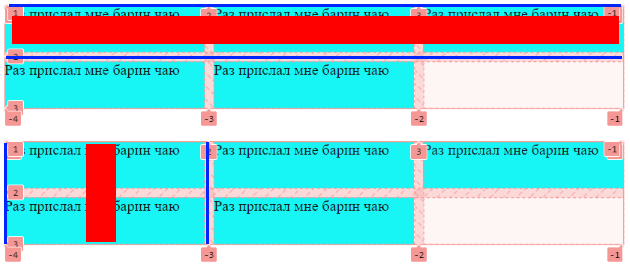 1 прислал мне барин чаю 2 Раз прислал мне барин чаю 3 Раз прислал мне барин чаю -1
2
Раз прислал мне барин чаю Раз прислал мне барин чаю
3
-4 -3 -2 -1
1 прислал барин чаю 2 Раз прислал мне барин чаю 3 Раз прислал мне барин чаю -1
2
Раз прислал барин чаю Раз прислал мне барин чаю
3
-4 -3 -2 -1